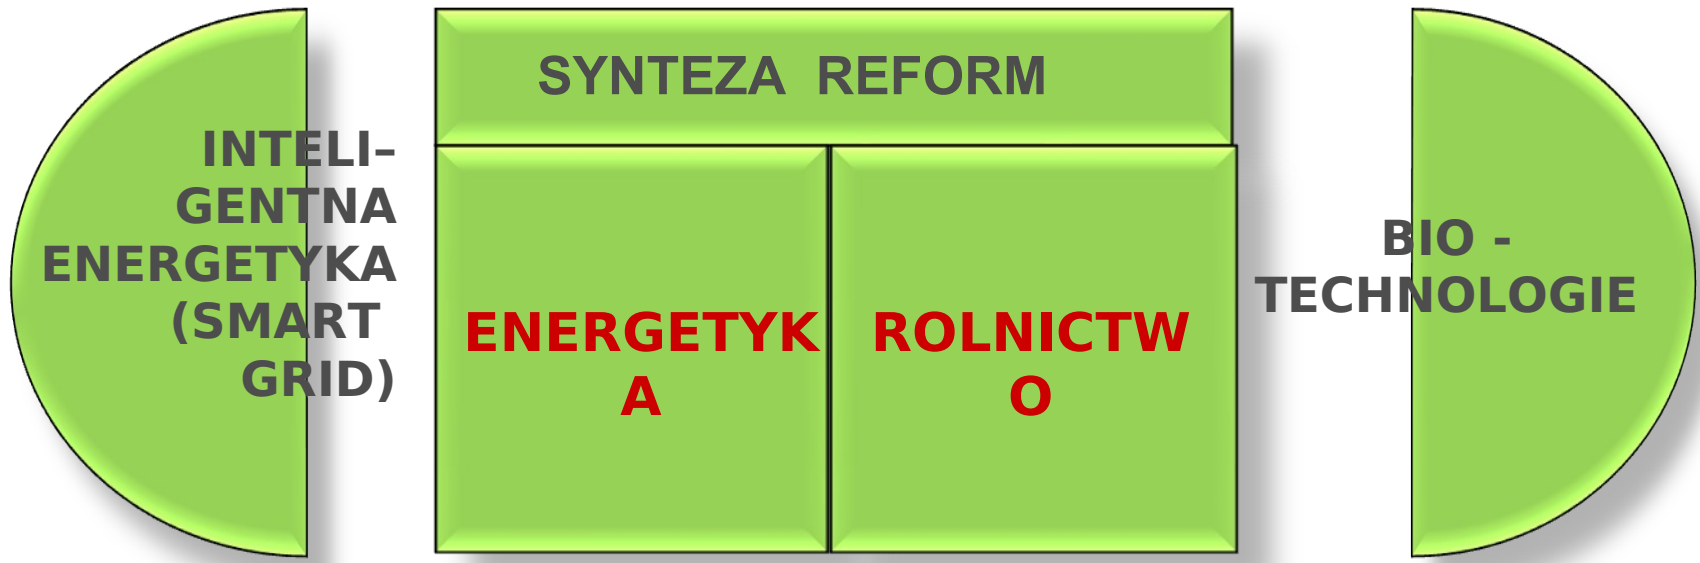 INTELI–
GENTNA
ENERGETYKA
(SMART
GRID)
SYNTEZA REFORM
ENERGETYK
A
ROLNICTW
O
BIO -
TECHNOLOGIE